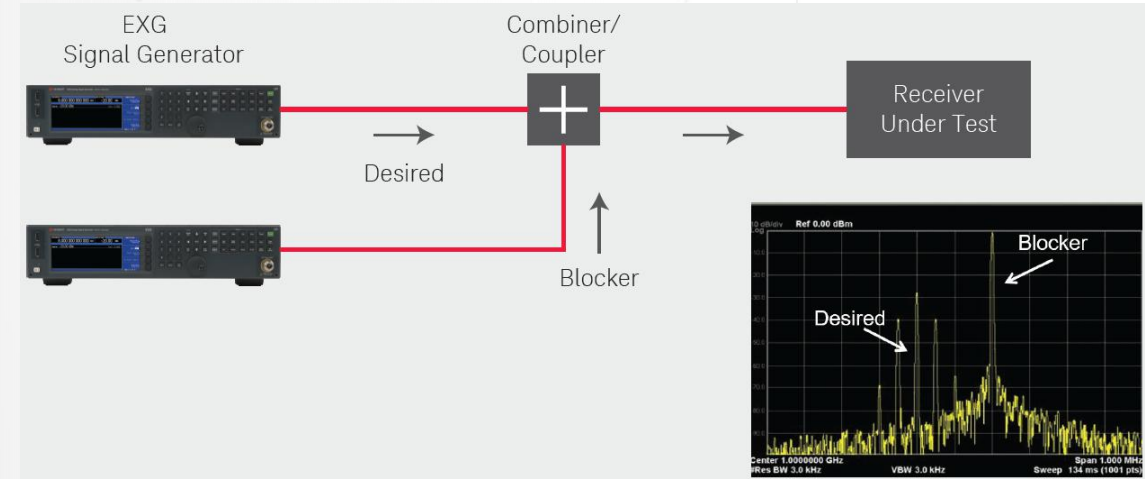 EXG
Signal Generator
Combiner/
Coupler
Receiver
Under Test
Desired
Blocker
Ref 0.00 dBm
Blocker
Desired
Center 1.0000000 GHz
Span 1.000 MHz
#Res BW 3.0 kHz
VBW 3.0 kHz
Sweep 134 ms (1001 pts)